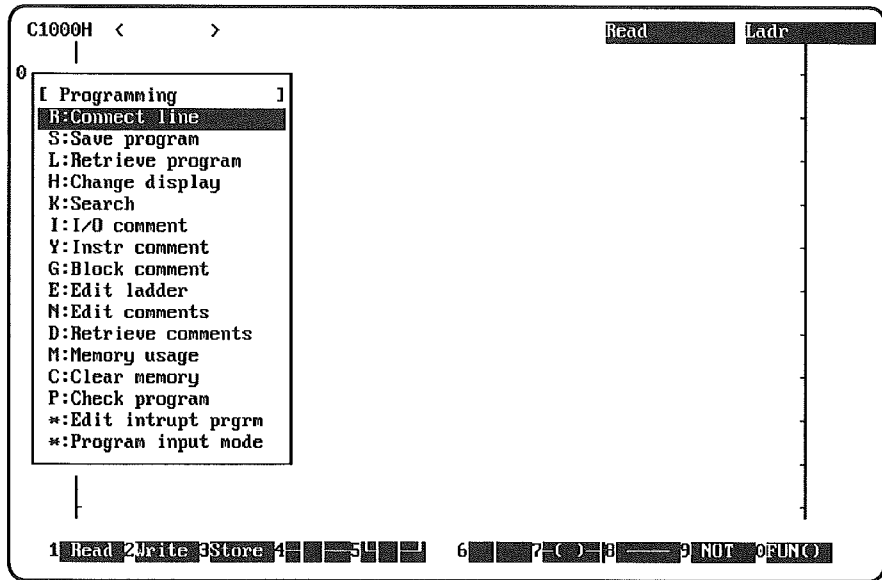 C1000H < > Read Ladr
0
[ Programming ]
R:Connect line
S:Save program
L:Retrieve program
H:Change display
K:Search
I:I/O comment
Y:Instr comment
G:Block comment
E:Edit ladder
N:Edit comments
D:Retrieve comments
M:Memory usage
C:Clear memory
P:Check program
*:Edit intrupt prgrm
*:Program input mode
1 Read 2Write 3Store 4 5 6 7-( )- 8 9 NOT 0FUN()